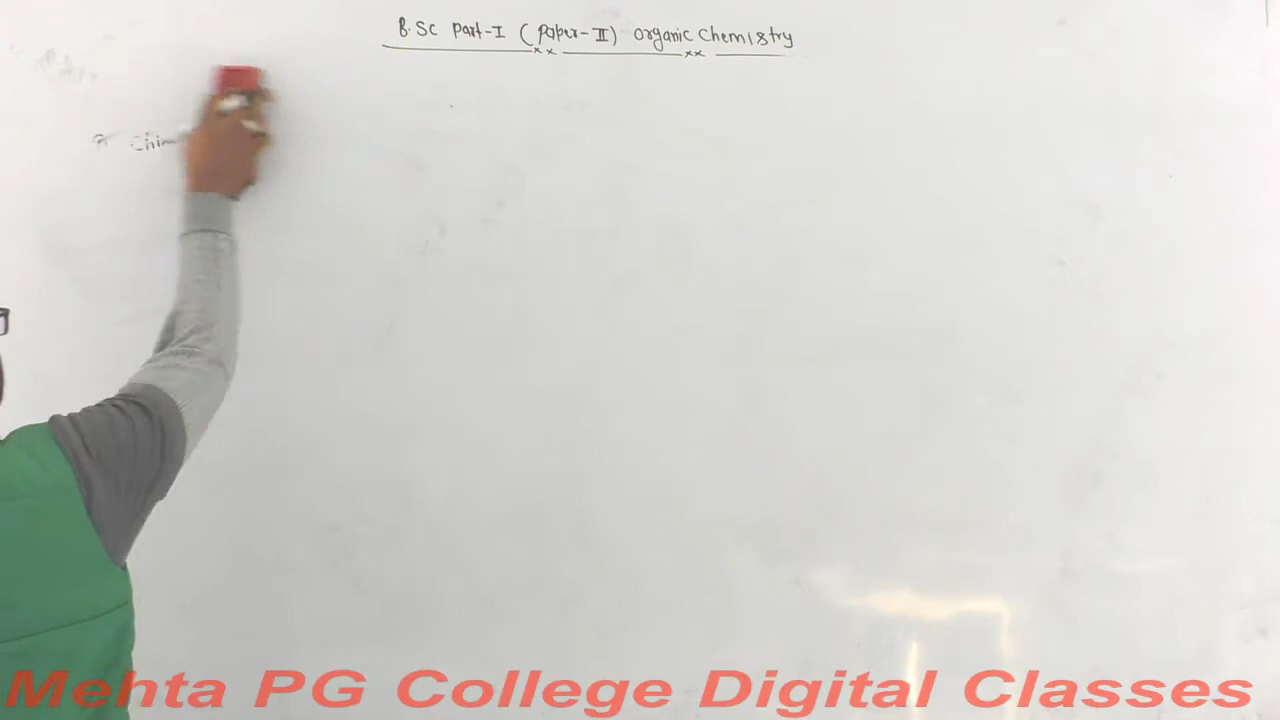 B.Sc Part-I (Paper-II) Organic Chemistry
Mehta PG College Digital Classes